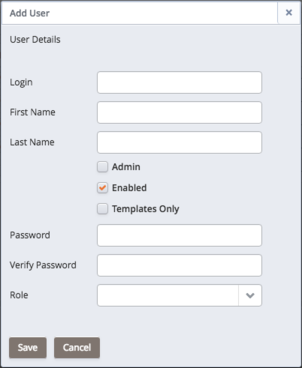 Add User
User Details
Login
First Name
Last Name
Admin
Enabled
Templates Only
Password
Verify Password
Role
Save Cancel